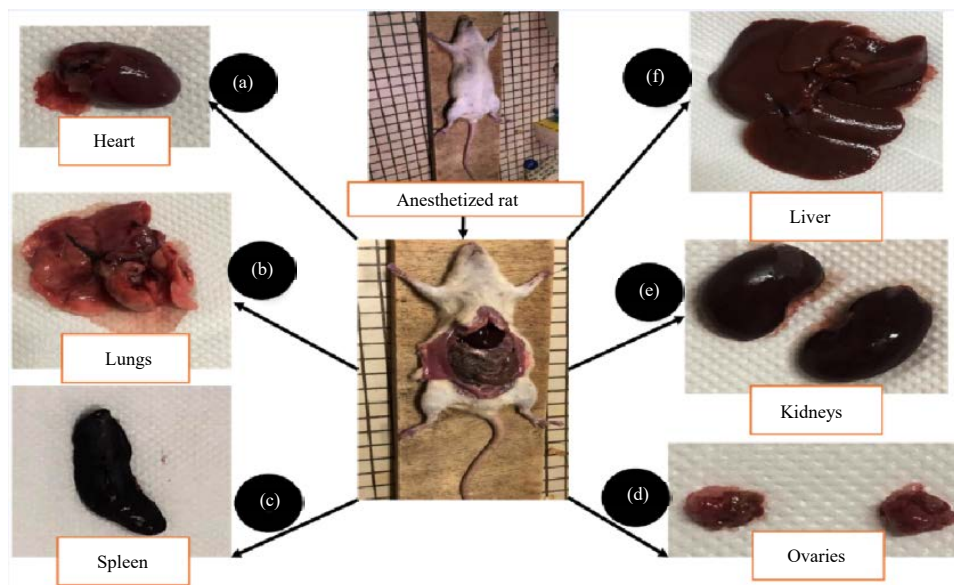 (a)
Heart
(b)
Lungs
(c)
Spleen
Anesthetized rat
(f)
Liver
(e)
Kidneys
(d)
Ovaries